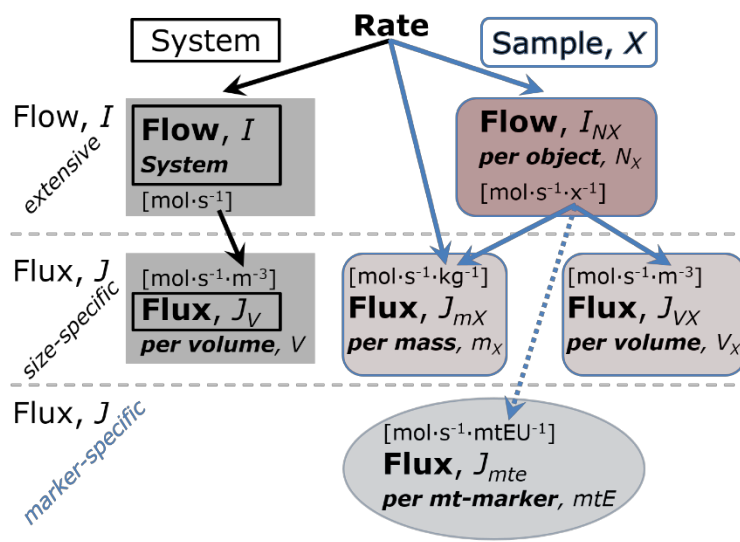 Rate
System
Sample, X
Flow, I
extensive
Flow, I
System
[mol·s⁻¹]
Flow, I_NX
per object, N_X
[mol·s⁻¹·x⁻¹]
Flux, J
size-specific
[mol·s⁻¹·m⁻³]
Flux, J_V
per volume, V
[mol·s⁻¹·kg⁻¹]
Flux, J_mX
per mass, m_X
[mol·s⁻¹·m⁻³]
Flux, J_VX
per volume, V_X
Flux, J
marker-specific
[mol·s⁻¹·mtEU⁻¹]
Flux, J_mte
per mt-marker, mtE